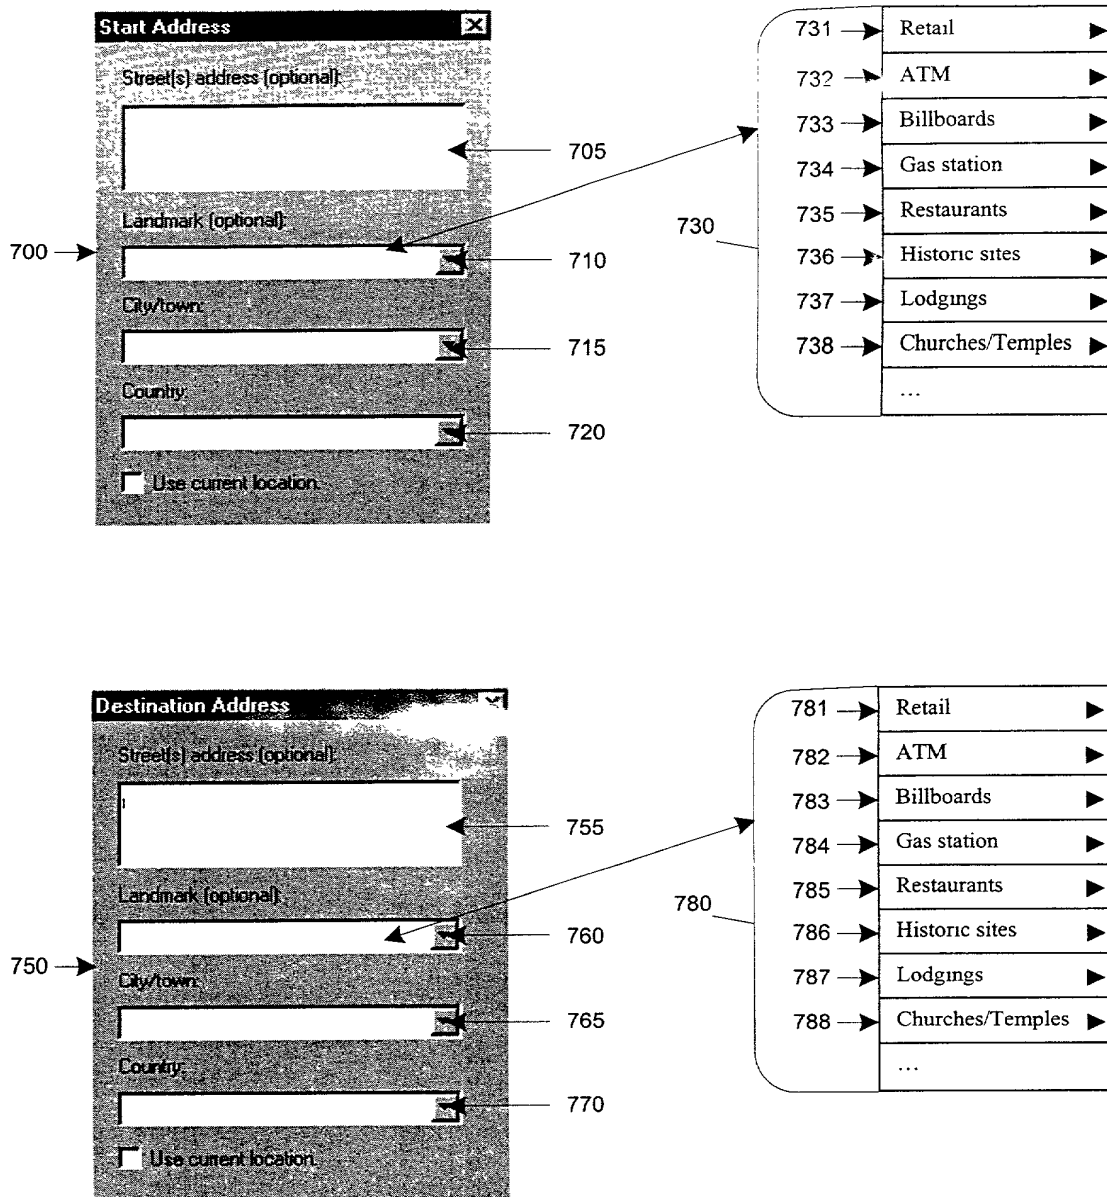 Start Address
Street(s) address (optional):
705
Landmark (optional):
700
710
City/town:
715
Country:
720
Use current location.
730
731 Retail
732 ATM
733 Billboards
734 Gas station
735 Restaurants
736 Historic sites
737 Lodgings
738 Churches/Temples
...
Destination Address
Street(s) address (optional):
755
Landmark (optional):
760
750
City/town:
765
Country:
770
Use current location.
780
781 Retail
782 ATM
783 Billboards
784 Gas station
785 Restaurants
786 Historic sites
787 Lodgings
788 Churches/Temples
...